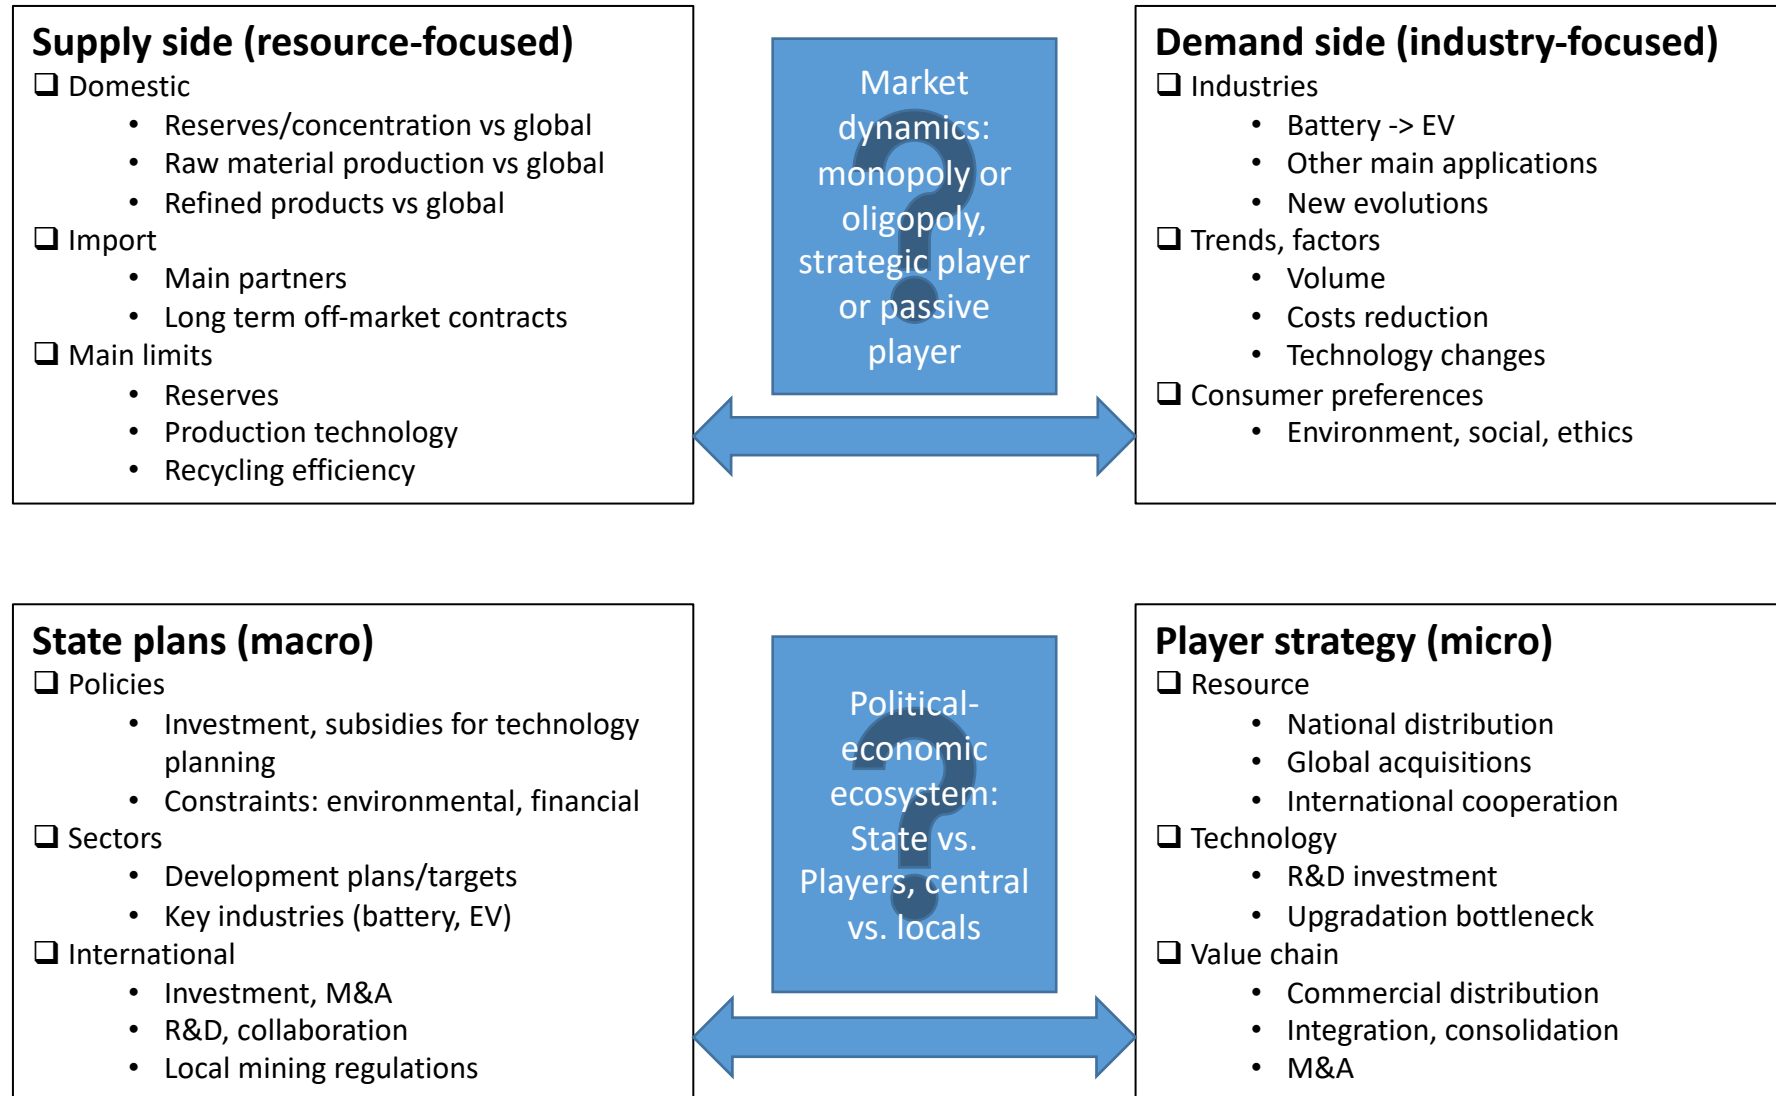 Supply side (resource-focused)
❑ Domestic
• Reserves/concentration vs global
• Raw material production vs global
• Refined products vs global
❑ Import
• Main partners
• Long term off-market contracts
❑ Main limits
• Reserves
• Production technology
• Recycling efficiency
Market
dynamics:
monopoly or
oligopoly,
strategic player
or passive
player
?
Demand side (industry-focused)
❑ Industries
• Battery -> EV
• Other main applications
• New evolutions
❑ Trends, factors
• Volume
• Costs reduction
• Technology changes
❑ Consumer preferences
• Environment, social, ethics
State plans (macro)
❑ Policies
• Investment, subsidies for technology
planning
• Constraints: environmental, financial
❑ Sectors
• Development plans/targets
• Key industries (battery, EV)
❑ International
• Investment, M&A
• R&D, collaboration
• Local mining regulations
Political-
economic
ecosystem:
State vs.
Players, central
vs. locals
?
Player strategy (micro)
❑ Resource
• National distribution
• Global acquisitions
• International cooperation
❑ Technology
• R&D investment
• Upgradation bottleneck
❑ Value chain
• Commercial distribution
• Integration, consolidation
• M&A